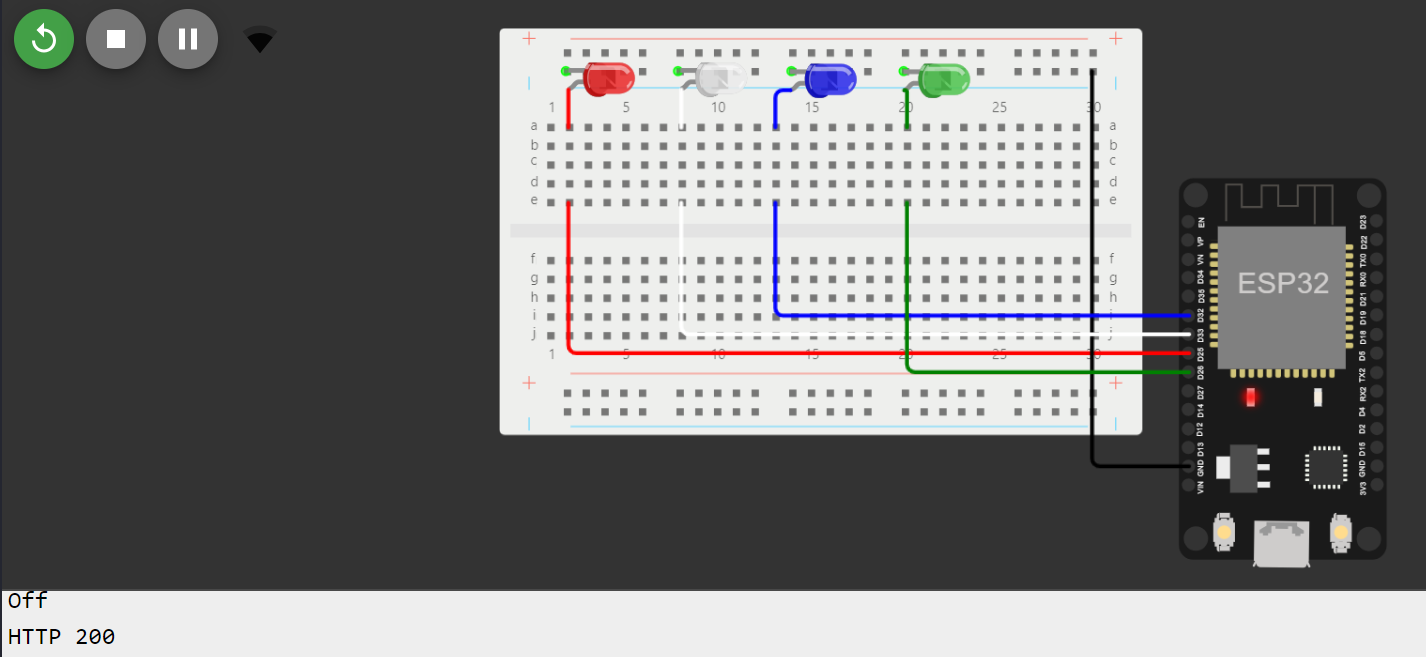 1 5 10 15 20 25 30
a a
b b
c c
d d
e e
f f
g g
h h
i i
j j
1 5 10 15 20 25 30
ESP32
EN
VP
VN
D34
D35
D32
D33
D25
D26
D27
D14
D12
D13
GND
VIN
D23
D22
TX0
RX0
D21
D19
D18
D5
TX2
RX2
D4
D2
D15
GND
3V3
Off
HTTP 200